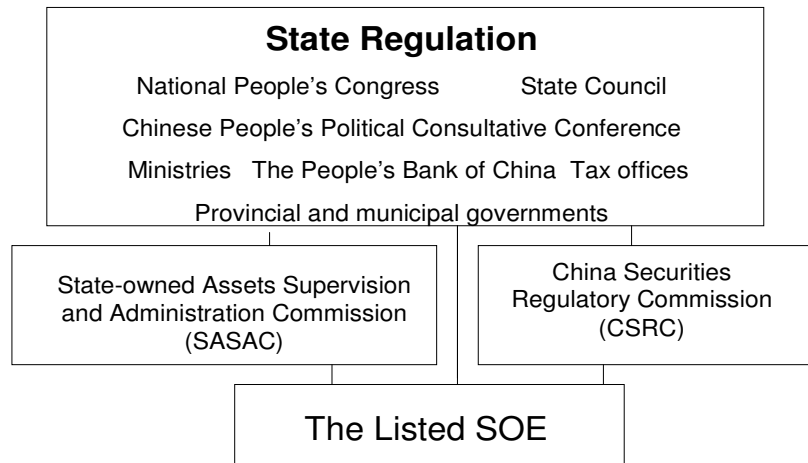 State Regulation
National People's Congress State Council
Chinese People's Political Consultative Conference
Ministries The People's Bank of China Tax offices
Provincial and municipal governments
State-owned Assets Supervision
and Administration Commission
(SASAC)
China Securities
Regulatory Commission
(CSRC)
The Listed SOE